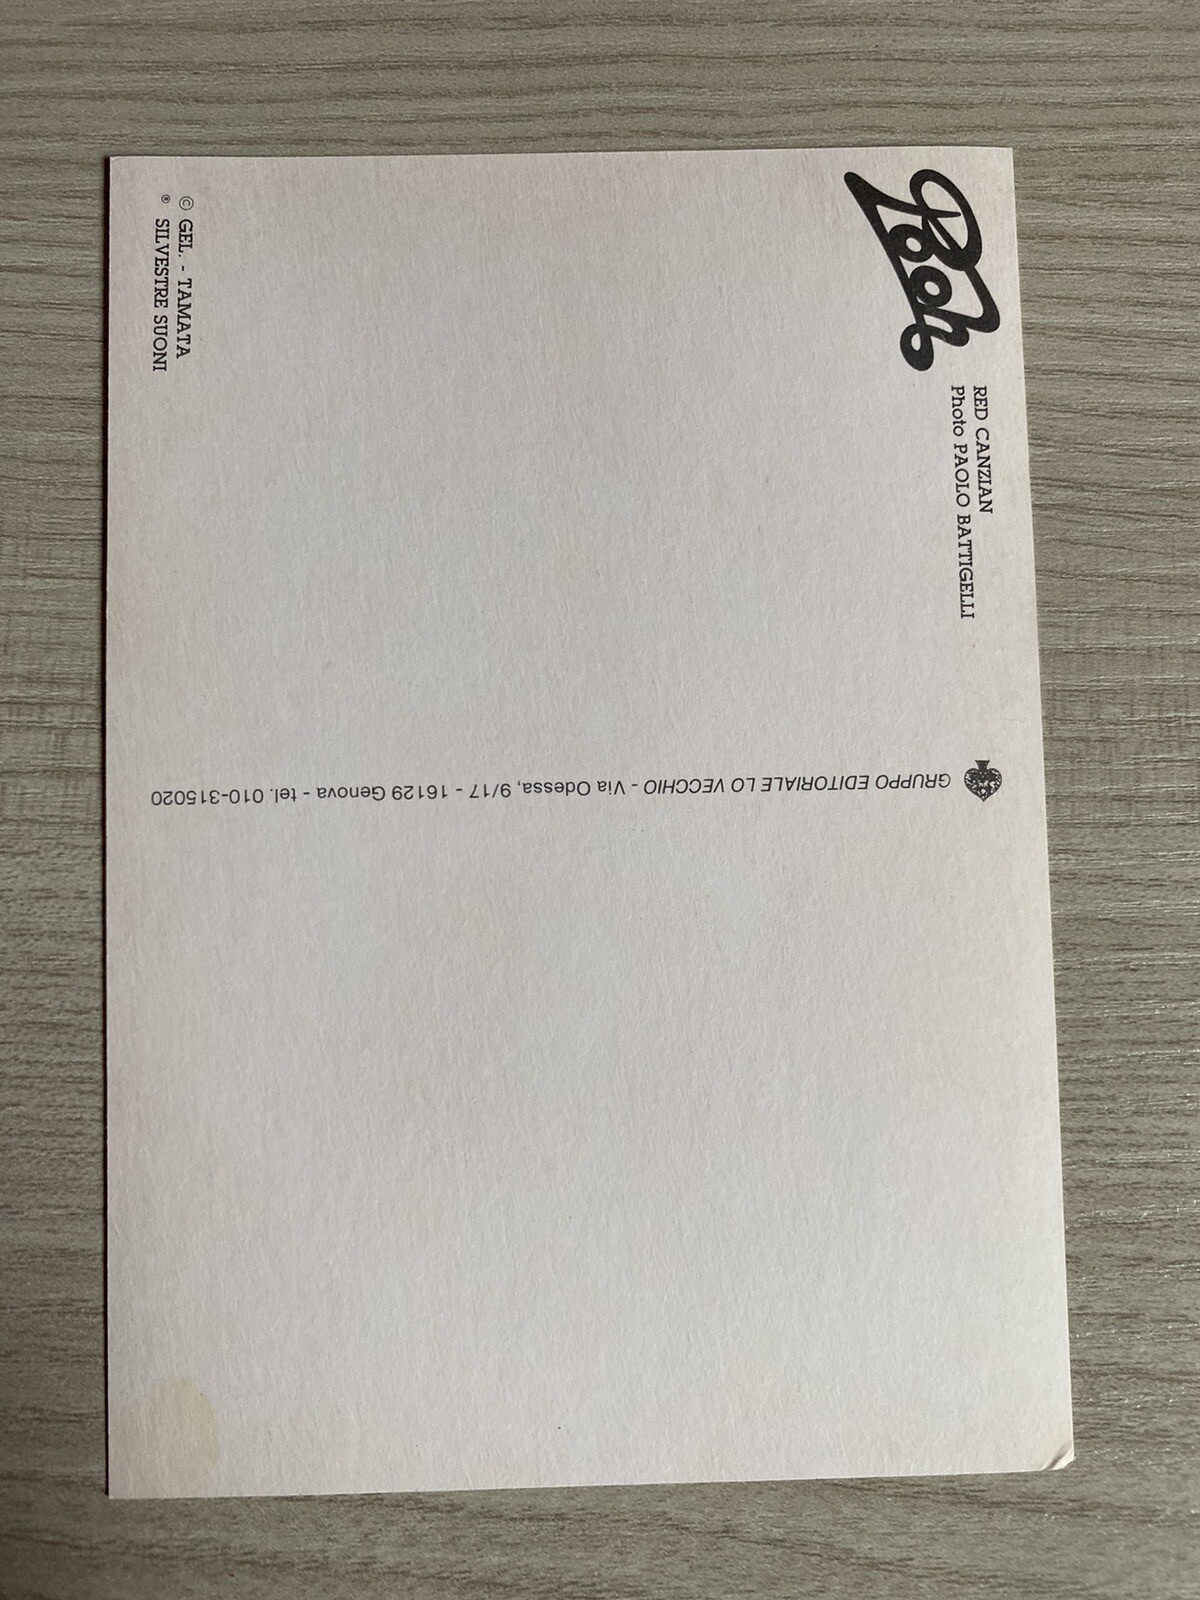 Pooh
RED CANZIAN
Photo PAOLO BATTIGELLI
GRUPPO EDITORIALE LO VECCHIO - Via Odessa, 9/17 - 16129 Genova - tel. 010-315020
© GEL. - TAMATA
® SILVESTRE SUONI